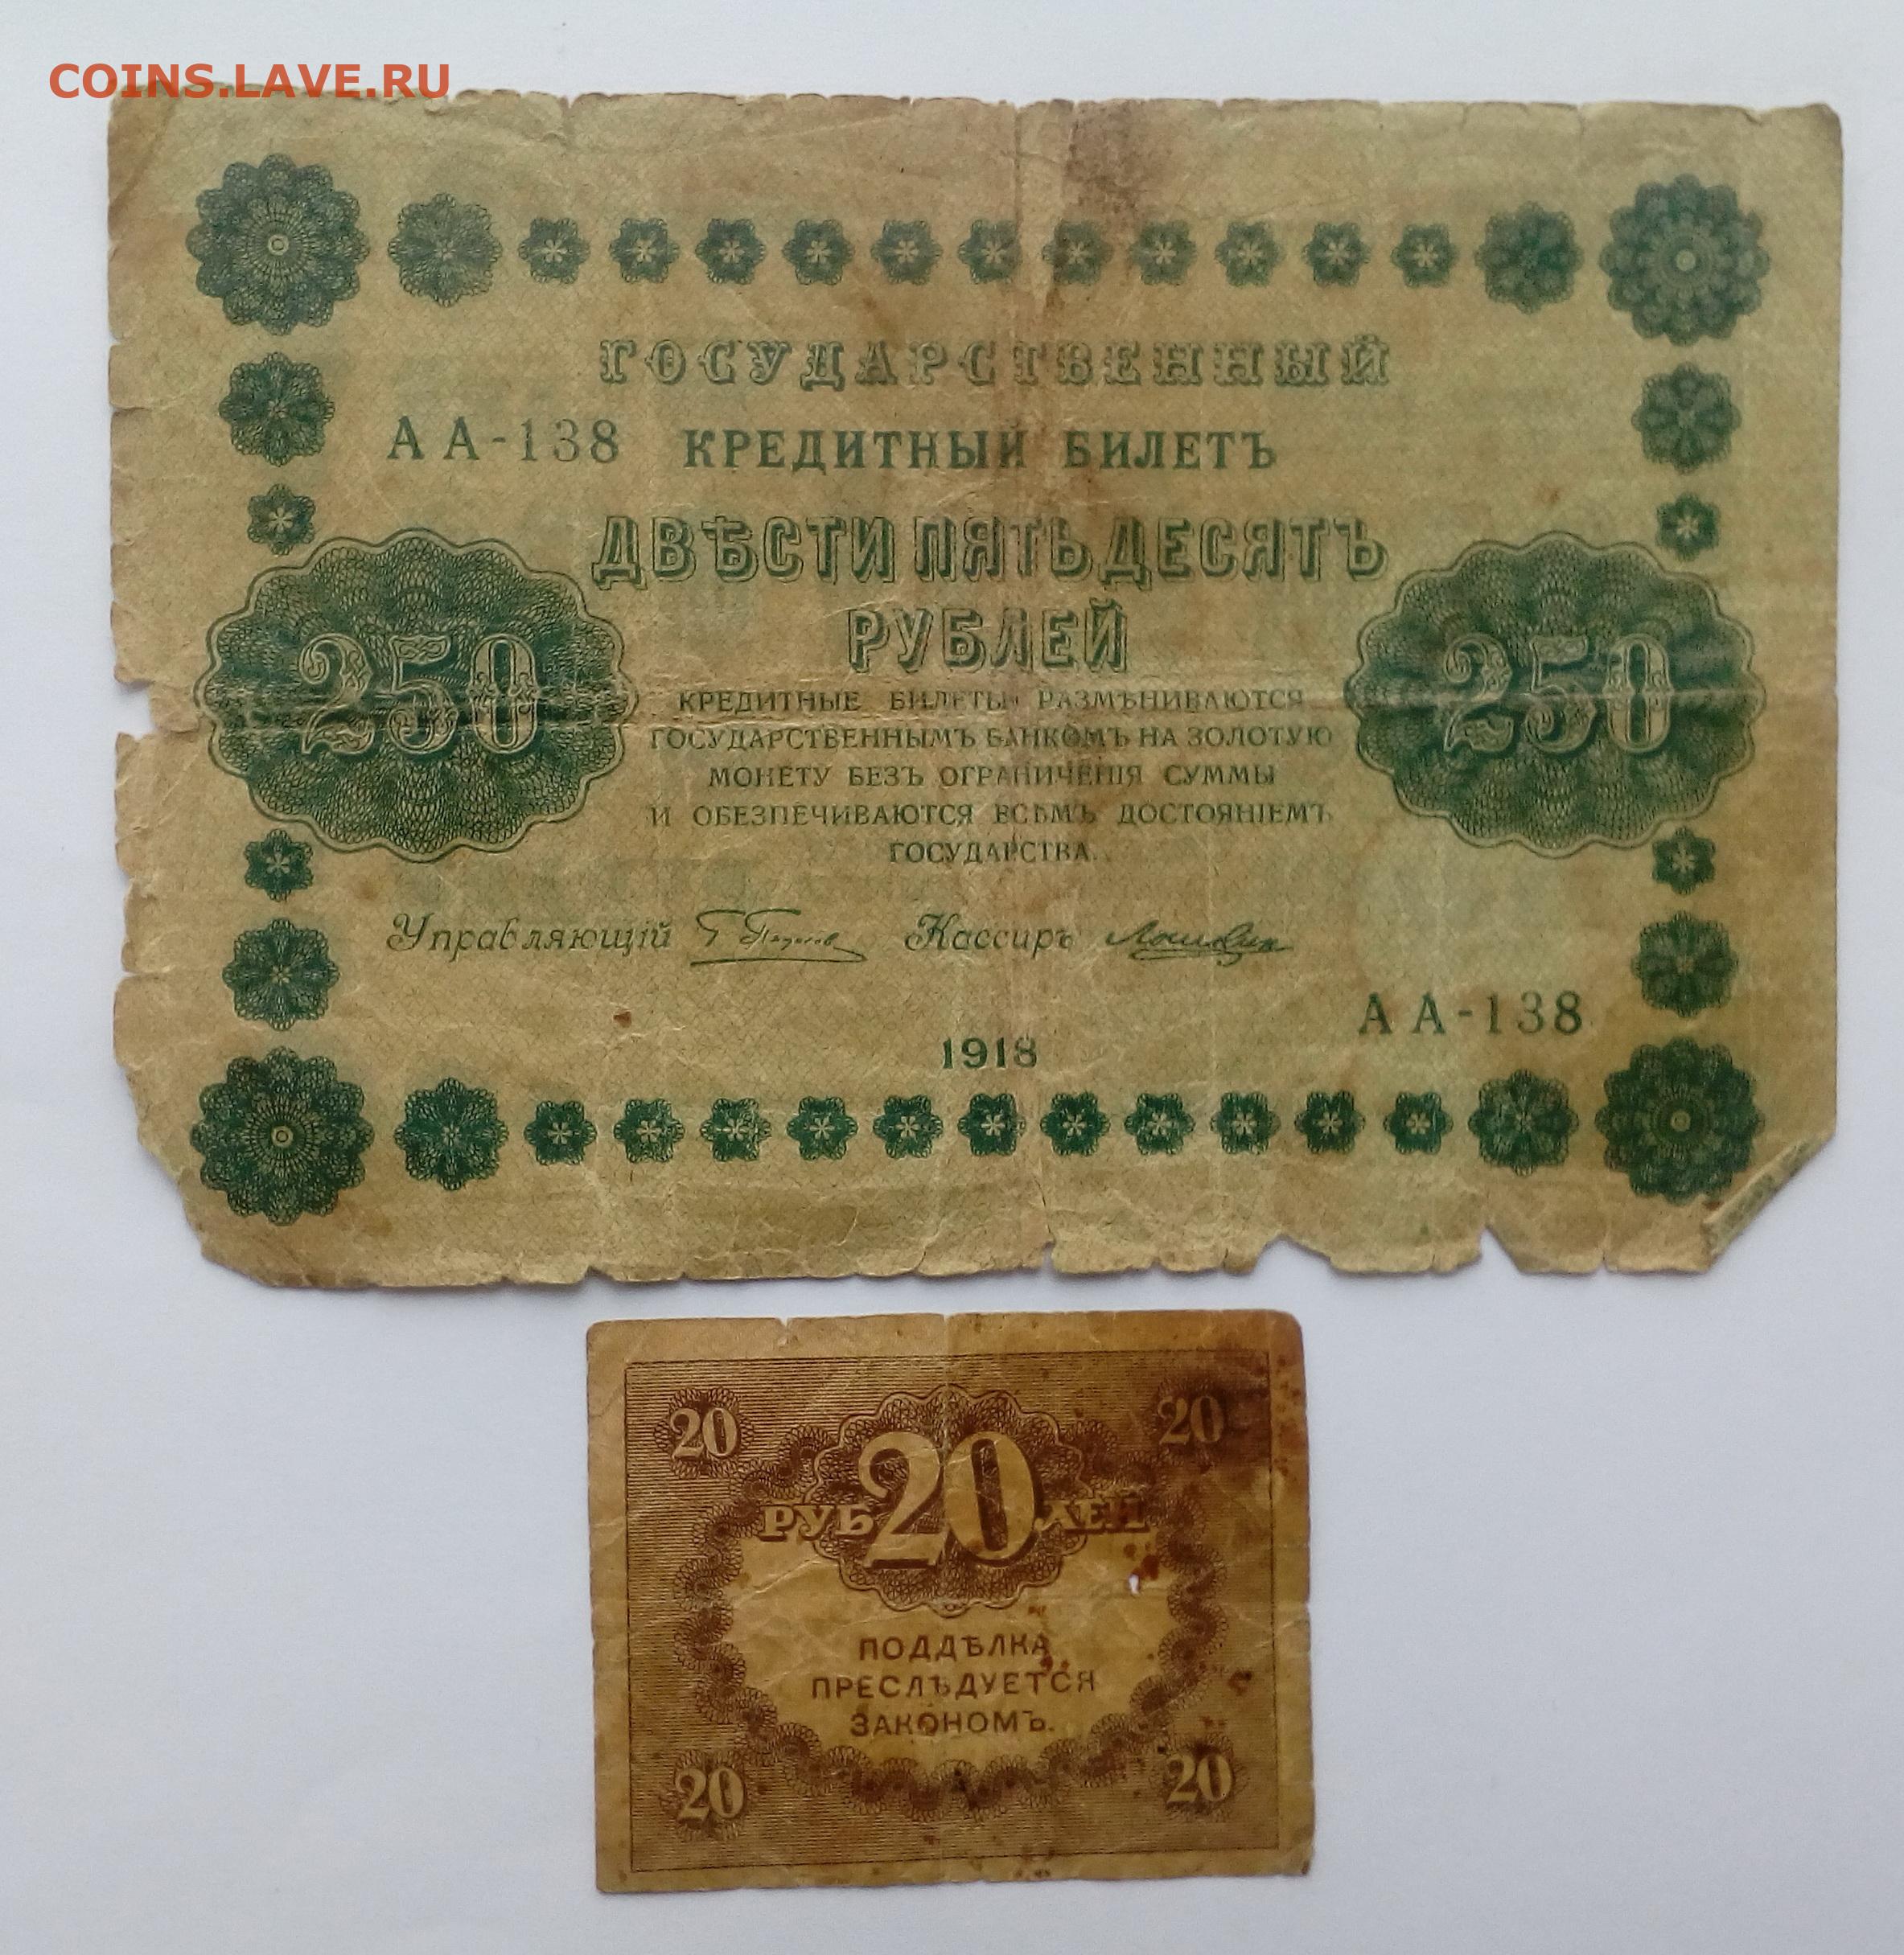 COINS.LAVE.RU
ГОСУДАРСТВЕННЫЙ
АА-138 КРЕДИТНЫЙ БИЛЕТЪ
ДВѢСТИ ПЯТЬДЕСЯТЪ
РУБЛЕЙ
250 250
КРЕДИТНЫЕ БИЛЕТЫ РАЗМѢНИВАЮТСЯ
ГОСУДАРСТВЕННЫМЪ БАНКОМЪ НА ЗОЛОТУЮ
МОНЕТУ БЕЗЪ ОГРАНИЧЕНІЯ СУММЫ
И ОБЕЗПЕЧИВАЮТСЯ ВСѢМЪ ДОСТОЯНІЕМЪ
ГОСУДАРСТВА.
Управляющій Кассиръ
АА-138
1918
20 20
РУБ 20 ЛЕЙ
ПОДДѢЛКА
ПРЕСЛѢДУЕТСЯ
ЗАКОНОМЪ.
20 20